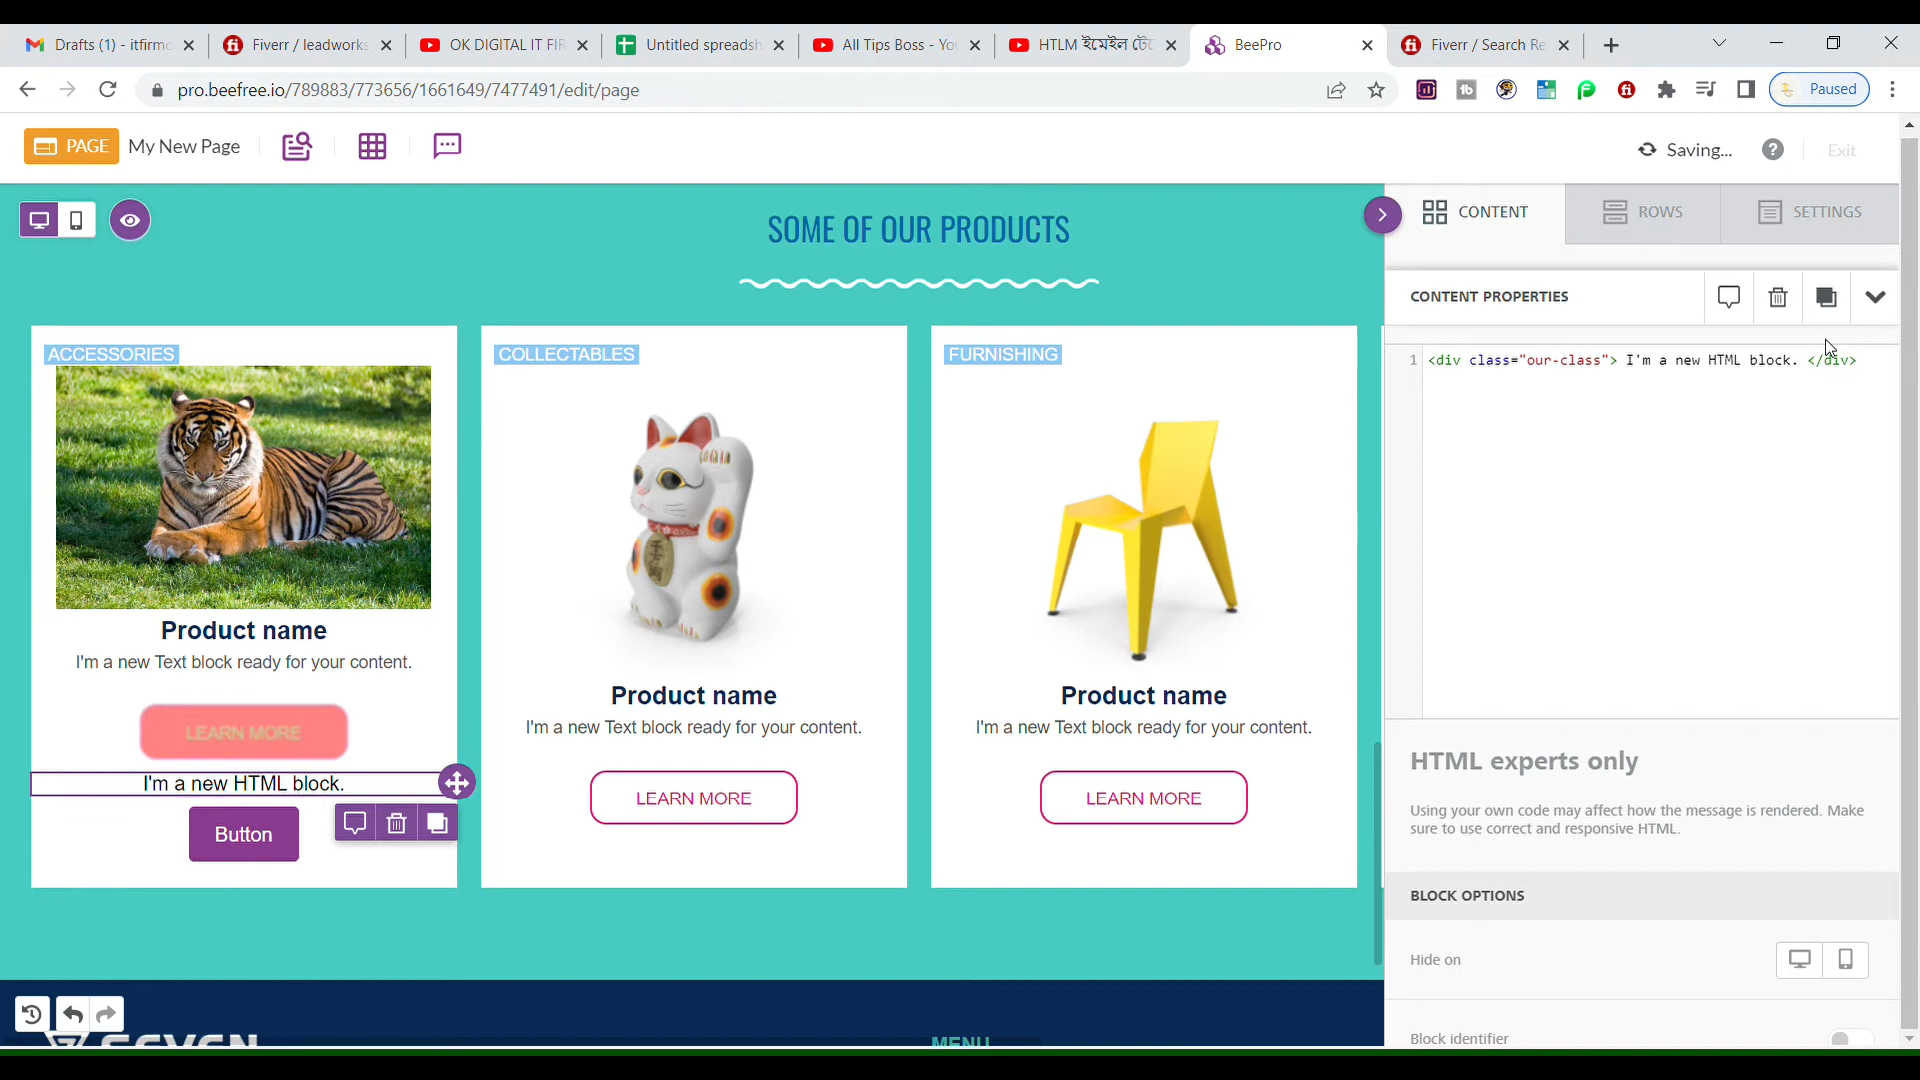 Drafts (1) - itfirmc
Fiverr / leadworks
OK DIGITAL IT FIR
Untitled spreadsh
All Tips Boss - You
HTLM ইমেইল টে
BeePro
Fiverr / Search Re
pro.beefree.io/789883/773656/1661649/7477491/edit/page
Paused
PAGE My New Page
Saving...
Exit
SOME OF OUR PRODUCTS
CONTENT
ROWS
SETTINGS
CONTENT PROPERTIES
ACCESSORIES
COLLECTABLES
FURNISHING
1 <div class="our-class"> I'm a new HTML block. </div>
Product name
I'm a new Text block ready for your content.
LEARN MORE
I'm a new HTML block.
Button
Product name
I'm a new Text block ready for your content.
LEARN MORE
Product name
I'm a new Text block ready for your content.
LEARN MORE
HTML experts only
Using your own code may affect how the message is rendered. Make
sure to use correct and responsive HTML.
BLOCK OPTIONS
Hide on
Block identifier
SEVEN
MENU